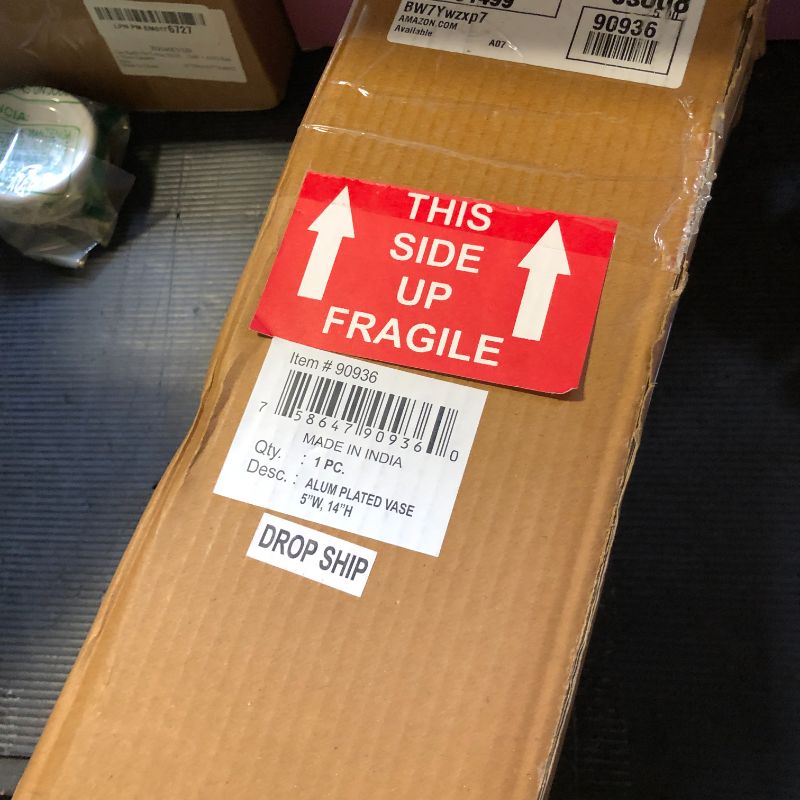 6727
BW7Ywzxp7
AMAZON.COM
Available
A07
90936
THIS
SIDE
UP
FRAGILE
Item # 90936
7 58647 90936 0
MADE IN INDIA
Qty. : 1 PC.
Desc. : ALUM PLATED VASE
5"W, 14"H
DROP SHIP